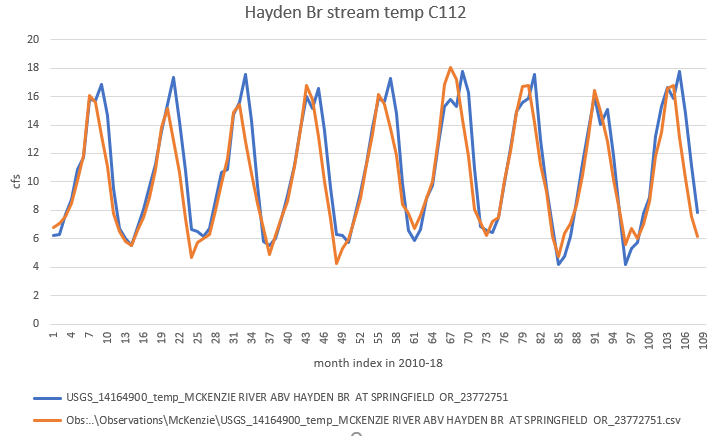 Hayden Br stream temp C112
20
18
16
14
12
10
8
6
4
2
0
cfs
1 4 7 10 13 16 19 22 25 28 31 34 37 40 43 46 49 52 55 58 61 64 67 70 73 76 79 82 85 88 91 94 97 100 103 106 109
month index in 2010-18
USGS_14164900_temp_MCKENZIE RIVER ABV HAYDEN BR AT SPRINGFIELD OR_23772751
Obs:..\Observations\McKenzie\USGS_14164900_temp_MCKENZIE RIVER ABV HAYDEN BR AT SPRINGFIELD OR_23772751.csv